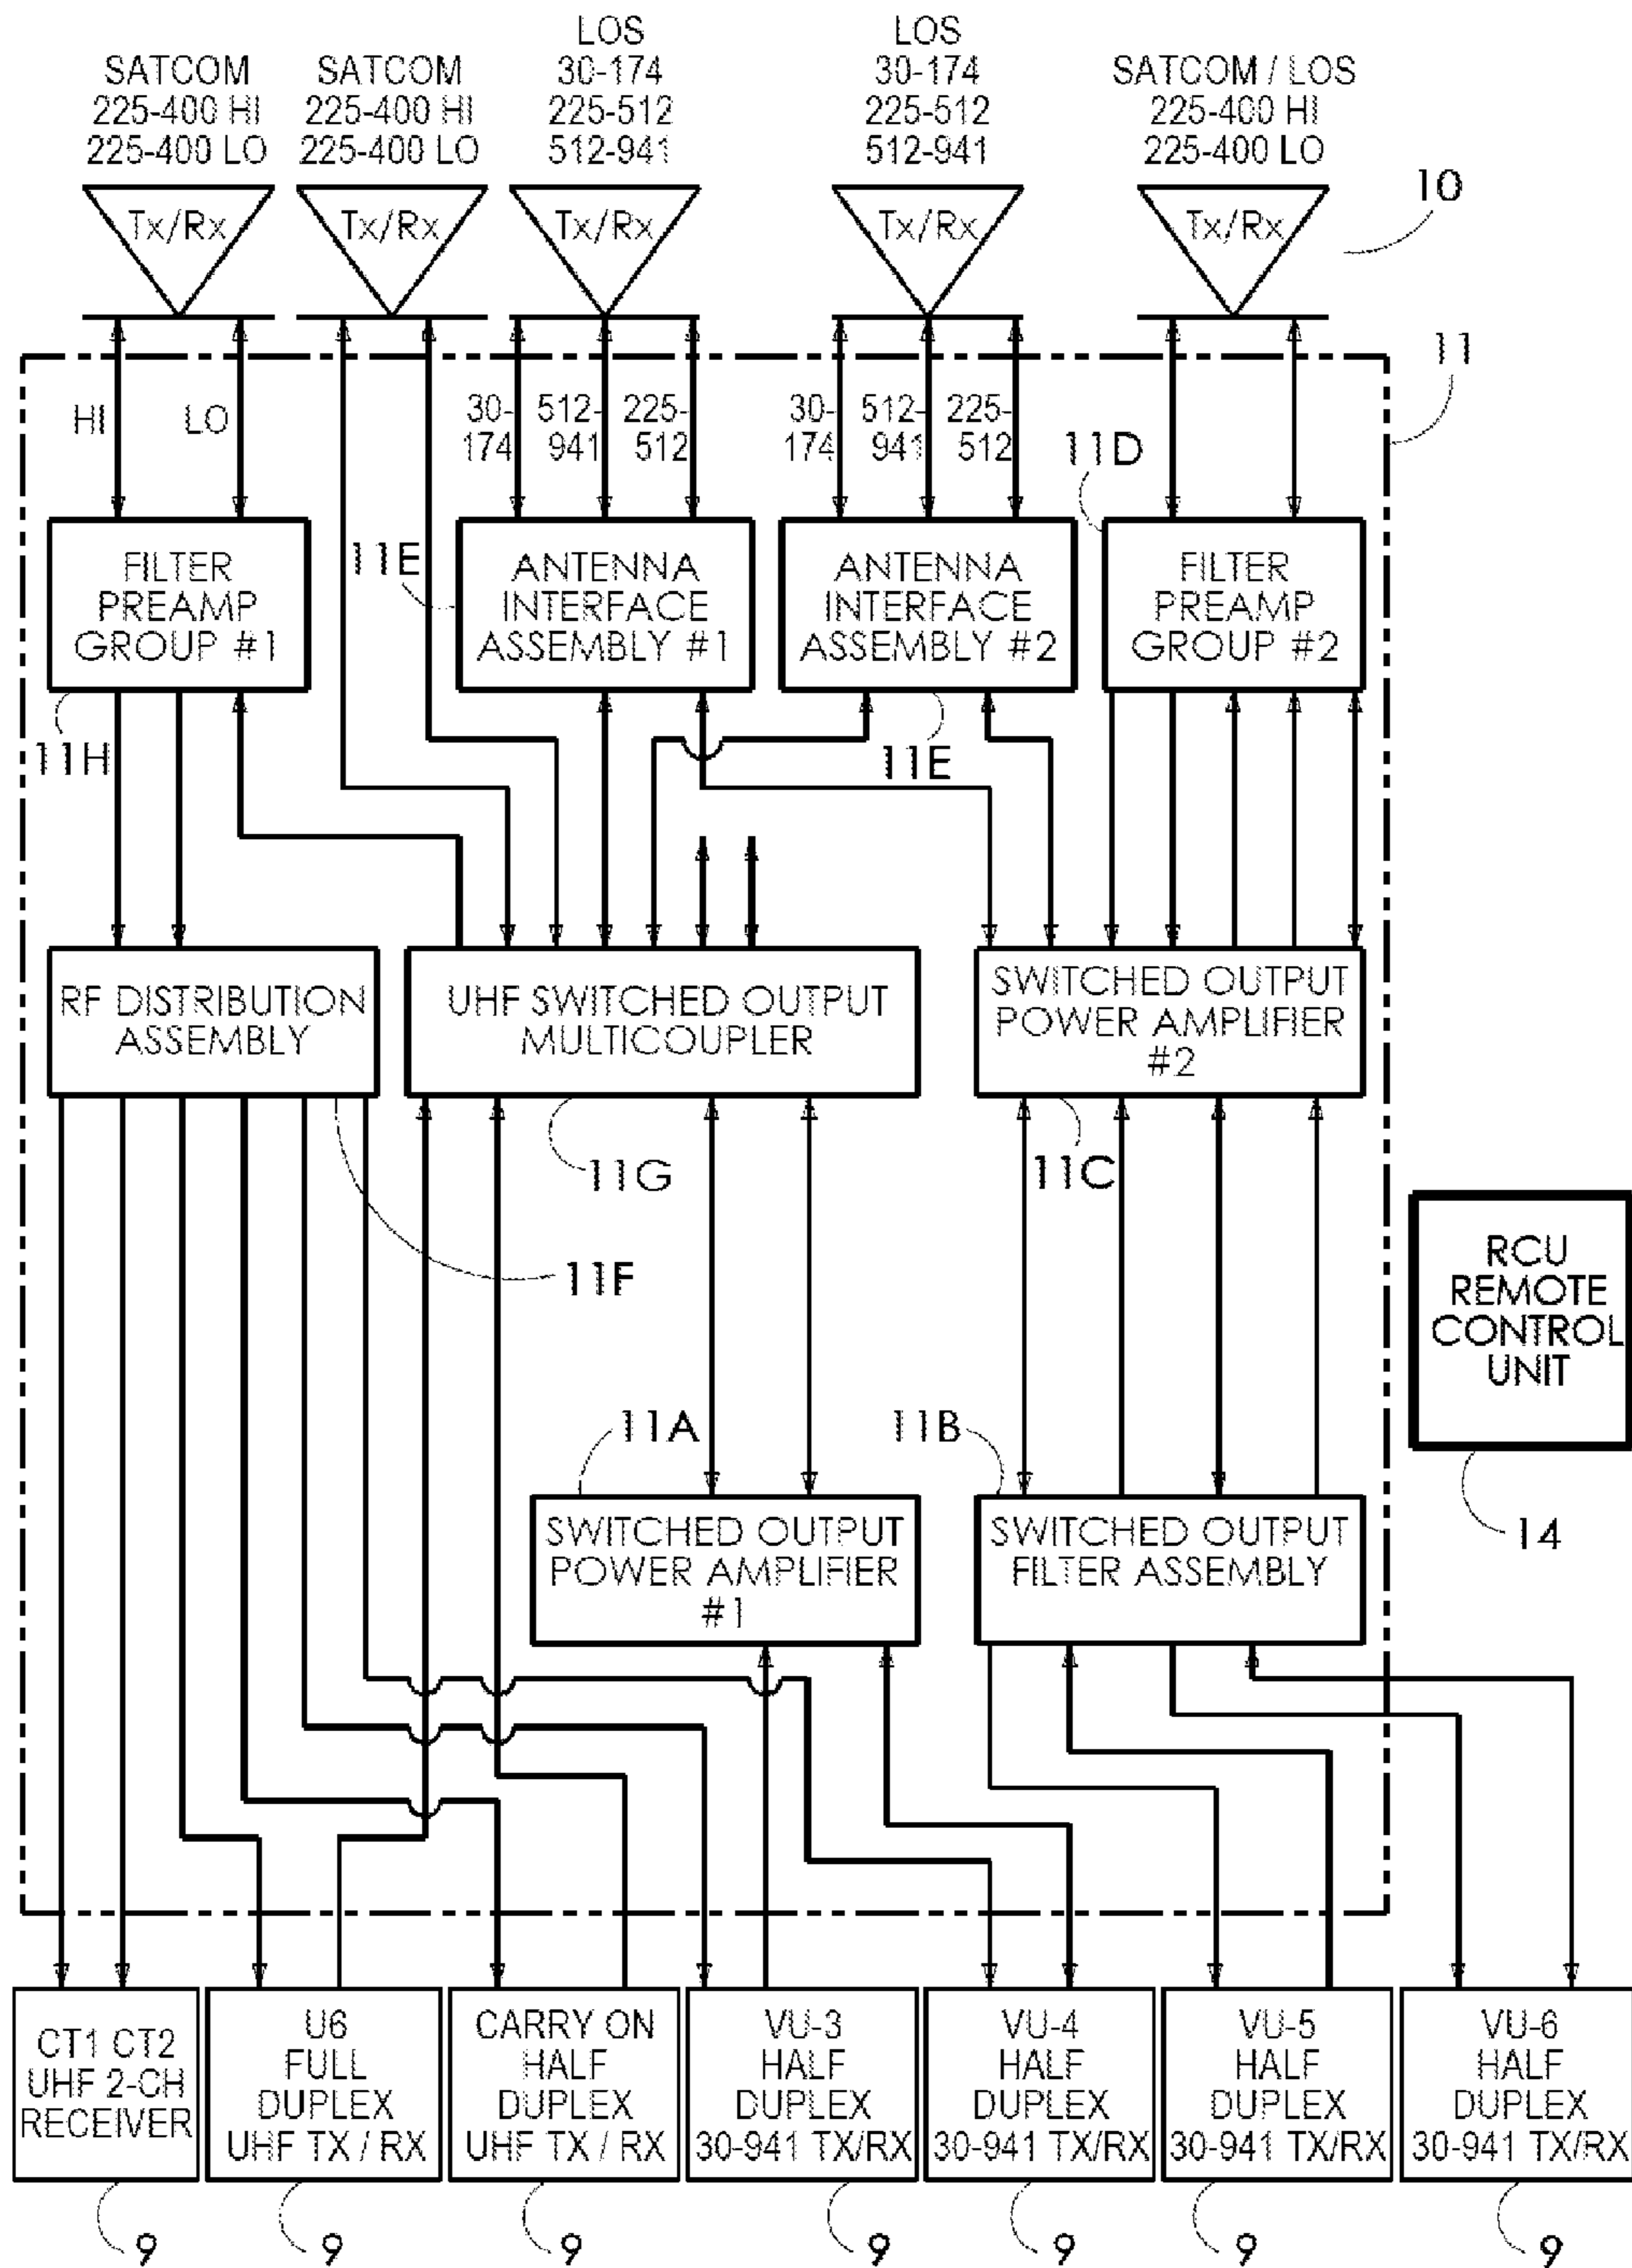 SATCOM
225-400 HI
225-400 LO
SATCOM
225-400 HI
225-400 LO
LOS
30-174
225-512
512-941
LOS
30-174
225-512
512-941
SATCOM / LOS
225-400 HI
225-400 LO
Tx/Rx
Tx/Rx
Tx/Rx
Tx/Rx
Tx/Rx
10
11
HI
LO
30-
174
512-
941
225-
512
30-
174
512-
941
225-
512
11D
FILTER
PREAMP
GROUP #1
11E
ANTENNA
INTERFACE
ASSEMBLY #1
ANTENNA
INTERFACE
ASSEMBLY #2
FILTER
PREAMP
GROUP #2
11H
11E
RF DISTRIBUTION
ASSEMBLY
UHF SWITCHED OUTPUT
MULTICOUPLER
SWITCHED OUTPUT
POWER AMPLIFIER
#2
11G
11C
11F
RCU
REMOTE
CONTROL
UNIT
11A
11B
14
SWITCHED OUTPUT
POWER AMPLIFIER
#1
SWITCHED OUTPUT
FILTER ASSEMBLY
CT1 CT2
UHF 2-CH
RECEIVER
U6
FULL
DUPLEX
UHF TX / RX
CARRY ON
HALF
DUPLEX
UHF TX / RX
VU-3
HALF
DUPLEX
30-941 TX/RX
VU-4
HALF
DUPLEX
30-941 TX/RX
VU-5
HALF
DUPLEX
30-941 TX/RX
VU-6
HALF
DUPLEX
30-941 TX/RX
9
9
9
9
9
9
9